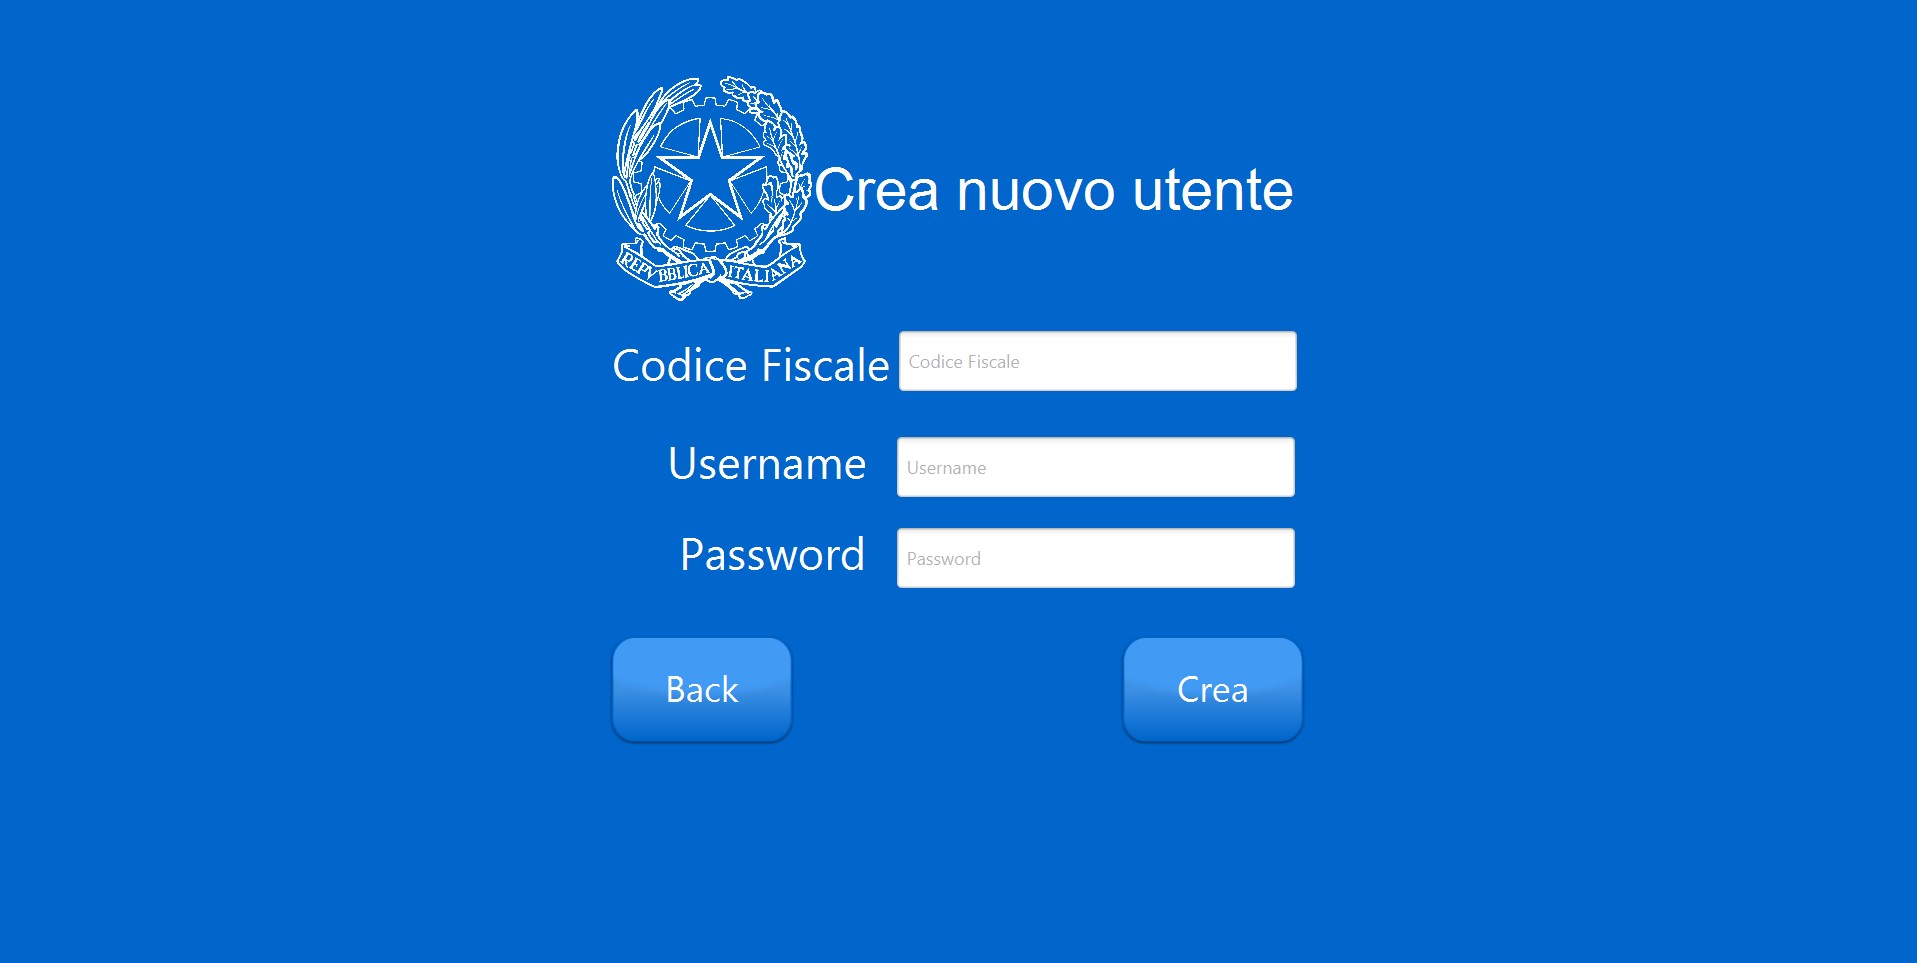 Crea nuovo utente
REPVBBLICA ITALIANA
Codice Fiscale Codice Fiscale
Username Username
Password Password
Back Crea